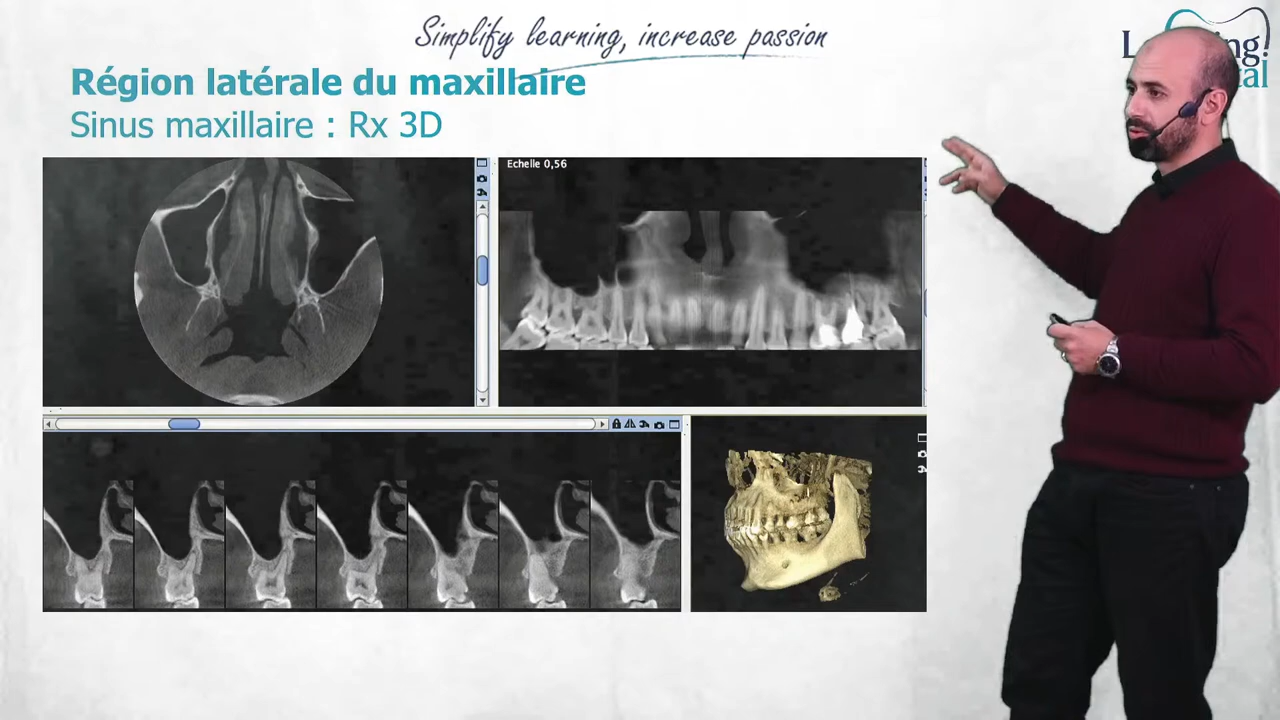 Simplify learning, increase passion
Région latérale du maxillaire
Sinus maxillaire : Rx 3D
Echelle 0,56